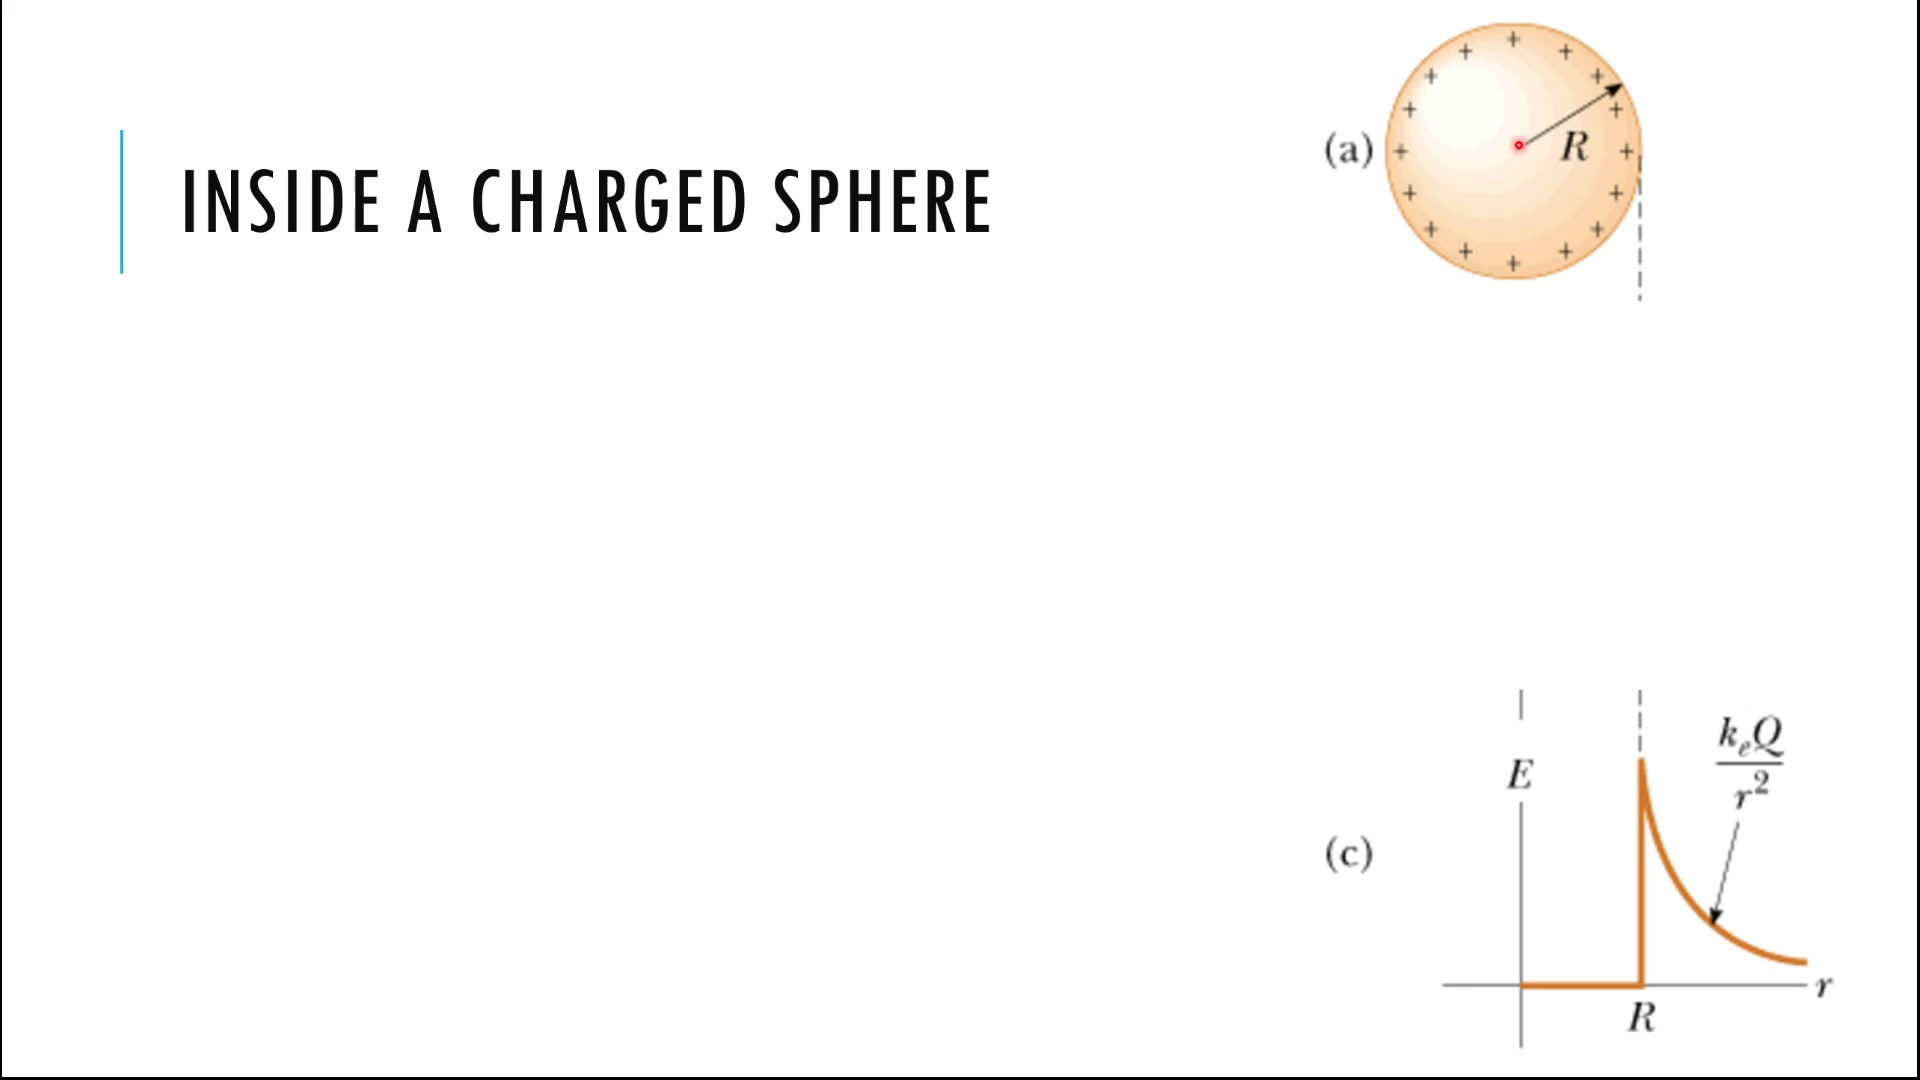 INSIDE A CHARGED SPHERE
(a)
R
+ + + + + + + + + + + + + + + +
E
k_eQ
r^2
(c)
r
R